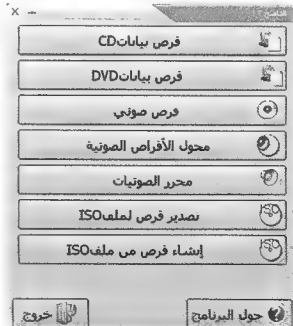 قرص بياناتCD
قرص بياناتDVD
قرص صوتي
محول الأقراص الصوتية
محرر الصوتيات
تصدير قرص لملفISO
إنشاء قرص من ملفISO
حول البرنامج
خروج